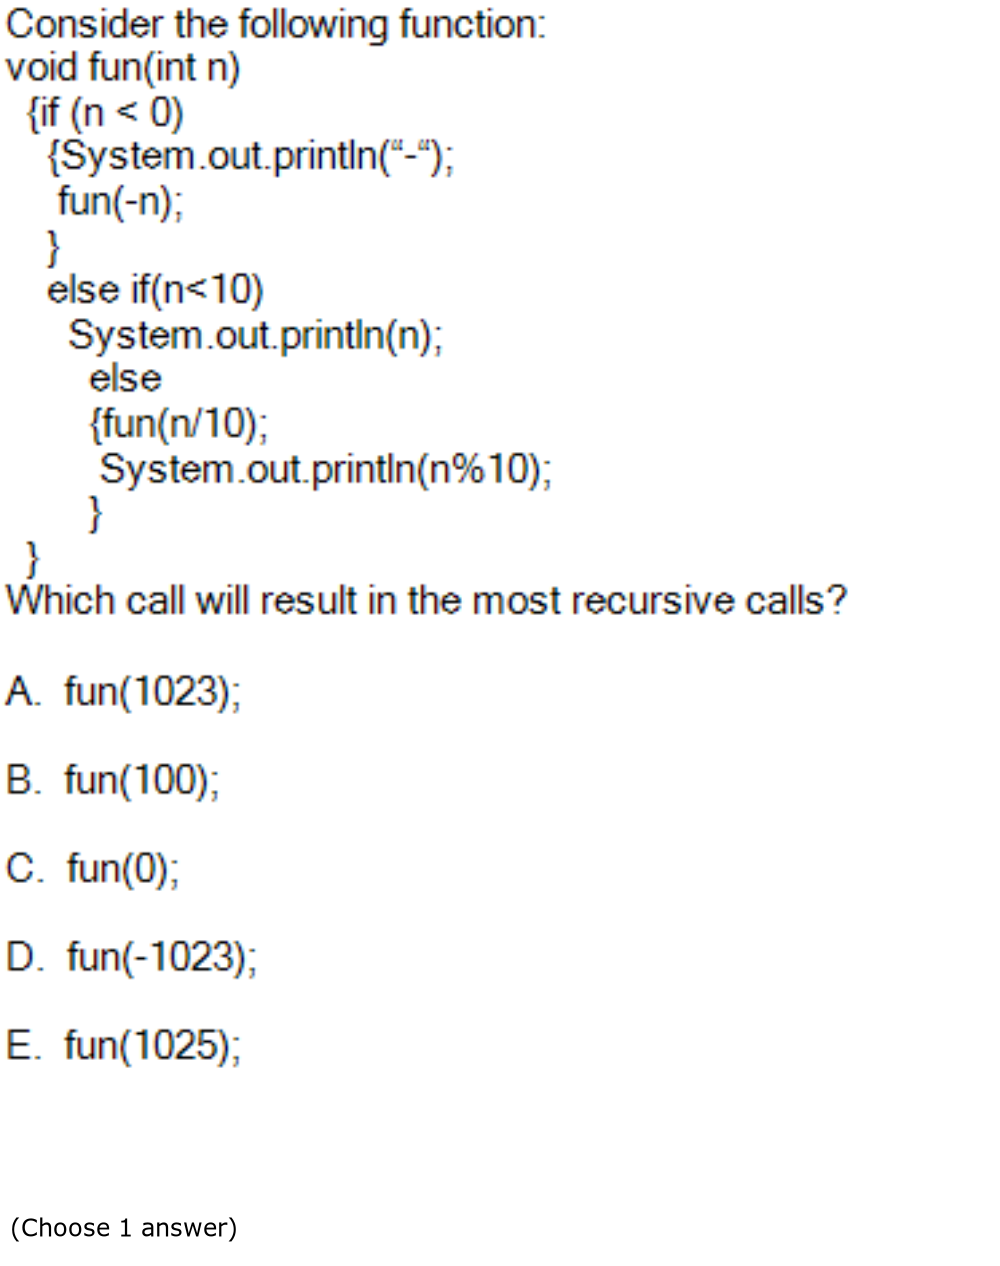 Consider the following function:
void fun(int n)
{if (n < 0)
{System.out.println(“-“);
fun(-n);
}
else if(n<10)
System.out.println(n);
else
{fun(n/10);
System.out.println(n%10);
}
}
Which call will result in the most recursive calls?
A. fun(1023);
B. fun(100);
C. fun(0);
D. fun(-1023);
E. fun(1025);
(Choose 1 answer)